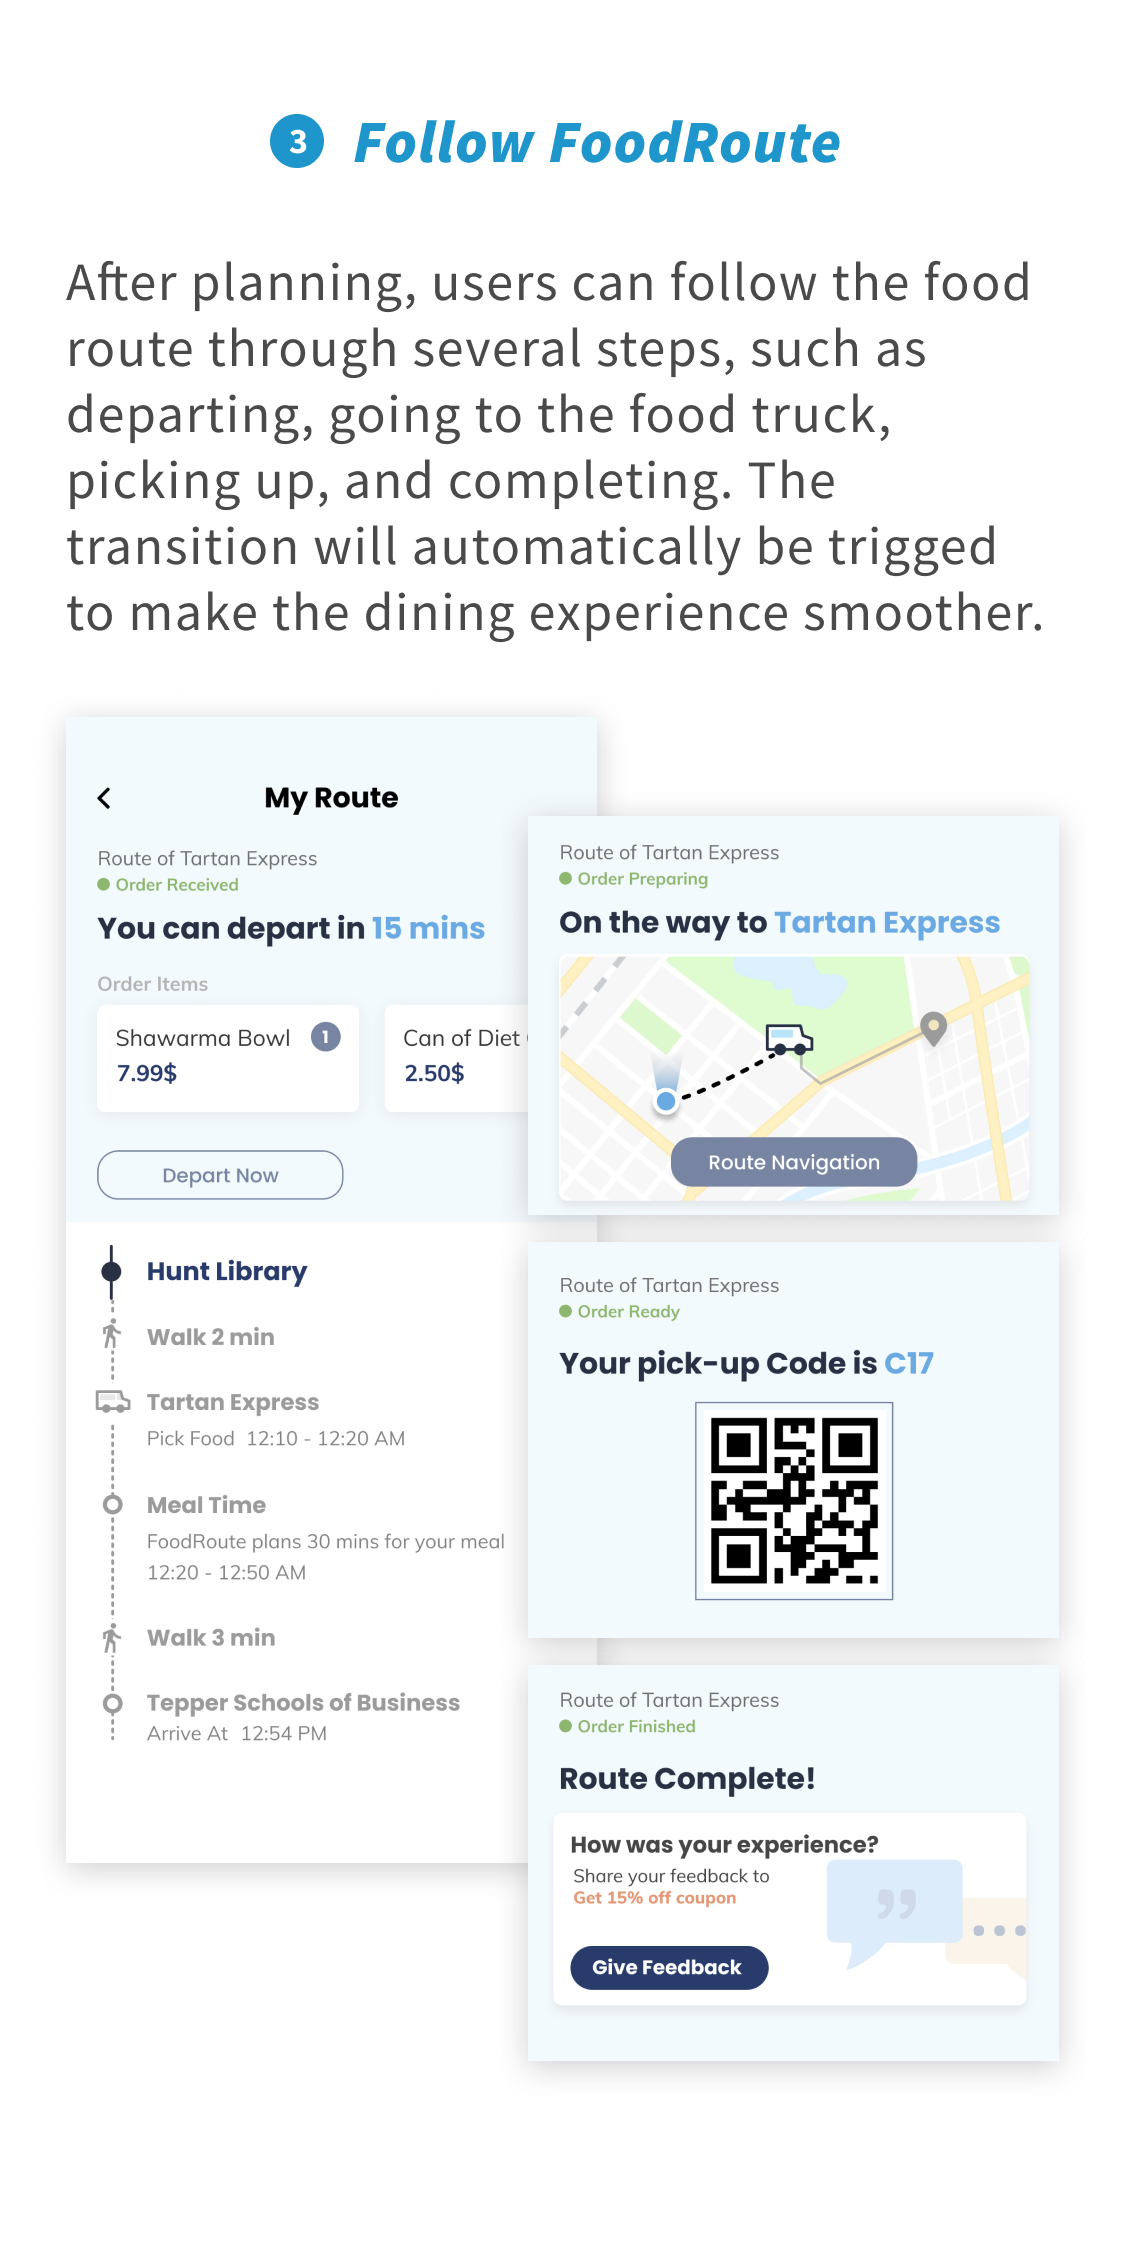 3 Follow FoodRoute
After planning, users can follow the food
route through several steps, such as
departing, going to the food truck,
picking up, and completing. The
transition will automatically be trigged
to make the dining experience smoother.
My Route
Route of Tartan Express
Order Received
You can depart in 15 mins
Order Items
Shawarma Bowl 1
7.99$
Can of Diet
2.50$
Depart Now
Hunt Library
Walk 2 min
Tartan Express
Pick Food 12:10 - 12:20 AM
Meal Time
FoodRoute plans 30 mins for your meal
12:20 - 12:50 AM
Walk 3 min
Tepper Schools of Business
Arrive At 12:54 PM
Route of Tartan Express
Order Preparing
On the way to Tartan Express
Route Navigation
Route of Tartan Express
Order Ready
Your pick-up Code is C17
Route of Tartan Express
Order Finished
Route Complete!
How was your experience?
Share your feedback to
Get 15% off coupon
Give Feedback